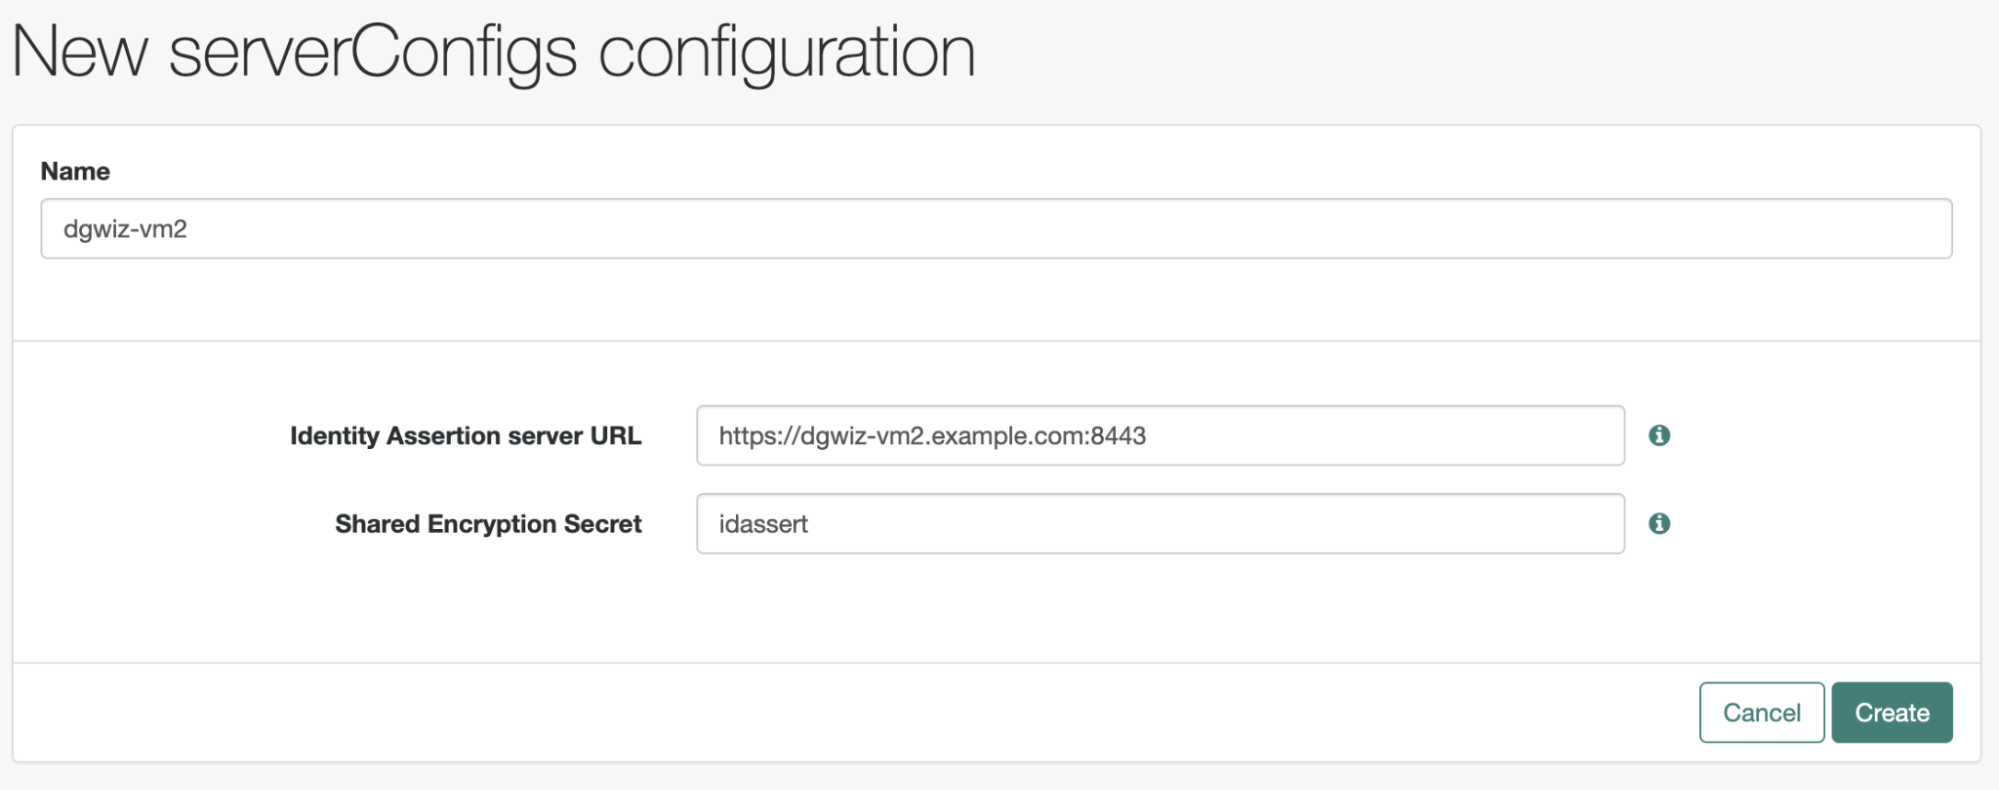 New serverConfigs configuration
Name
dgwiz-vm2
Identity Assertion server URL
https://dgwiz-vm2.example.com:8443
Shared Encryption Secret
idassert
Cancel
Create